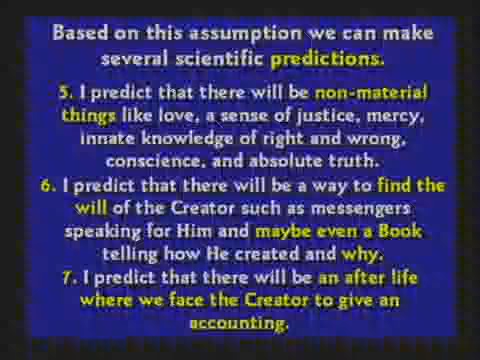 Based on this assumption we can make
several scientific predictions.
5. I predict that there will be non-material
things like love, a sense of justice, mercy,
innate knowledge of right and wrong,
conscience, and absolute truth.
6. I predict that there will be a way to find the
will of the Creator such as messengers
speaking for Him and maybe even a Book
telling how He created and why.
7. I predict that there will be an after life
where we face the Creator to give an
accounting.